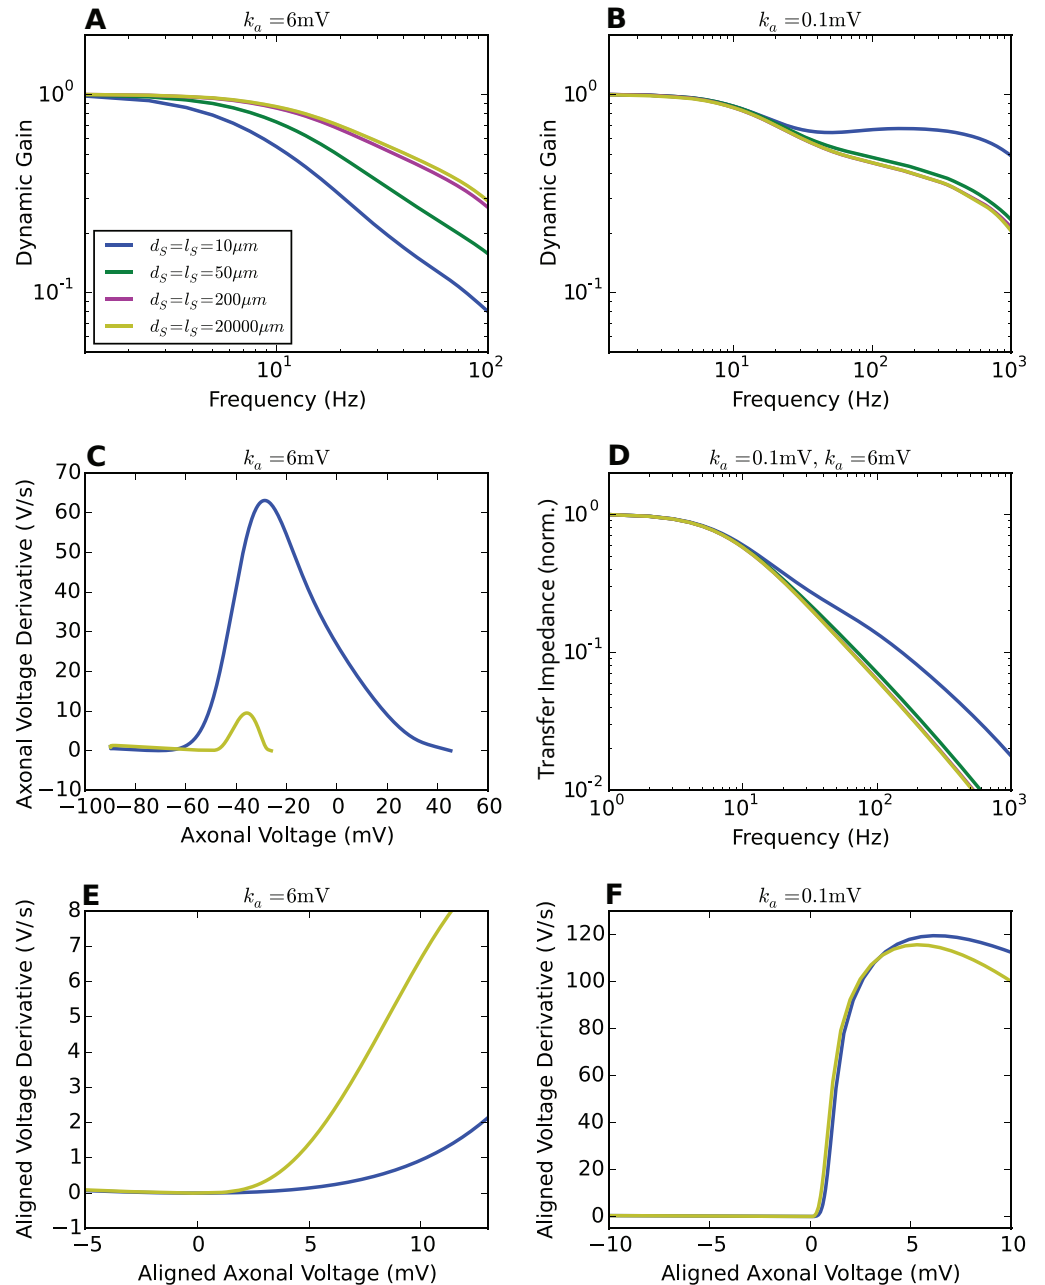 A
k_a = 6mV
10^0
10^-1
Dynamic Gain
d_S = l_S = 10μm
d_S = l_S = 50μm
d_S = l_S = 200μm
d_S = l_S = 20000μm
10^1 10^2
Frequency (Hz)
B
k_a = 0.1mV
10^0
10^-1
Dynamic Gain
10^1 10^2 10^3
Frequency (Hz)
C
k_a = 6mV
70
60
50
40
30
20
10
0
−10
Axonal Voltage Derivative (V/s)
−100 −80 −60 −40 −20 0 20 40 60
Axonal Voltage (mV)
D
k_a = 0.1mV, k_a = 6mV
10^0
10^-1
10^-2
Transfer Impedance (norm.)
10^0 10^1 10^2 10^3
Frequency (Hz)
E
k_a = 6mV
8
7
6
5
4
3
2
1
0
−1
Aligned Voltage Derivative (V/s)
−5 0 5 10
Aligned Axonal Voltage (mV)
F
k_a = 0.1mV
120
100
80
60
40
20
0
Aligned Voltage Derivative (V/s)
−10 −5 0 5 10
Aligned Axonal Voltage (mV)